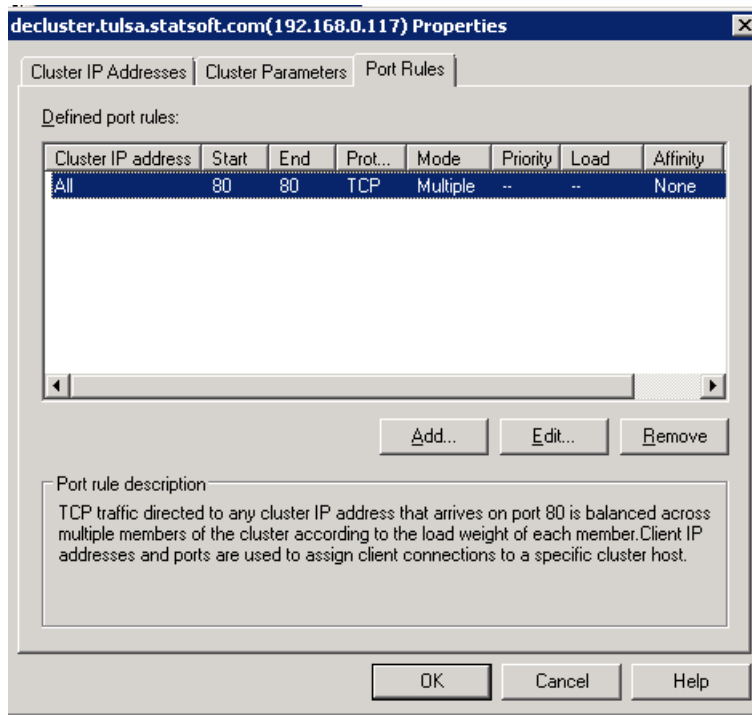 decluster.tulsa.statsoft.com(192.168.0.117) Properties
Cluster IP Addresses Cluster Parameters Port Rules
Defined port rules:
Cluster IP address Start End Prot... Mode Priority Load Affinity
All 80 80 TCP Multiple -- -- None
Add... Edit... Remove
Port rule description
TCP traffic directed to any cluster IP address that arrives on port 80 is balanced across
multiple members of the cluster according to the load weight of each member.Client IP
addresses and ports are used to assign client connections to a specific cluster host.
OK Cancel Help